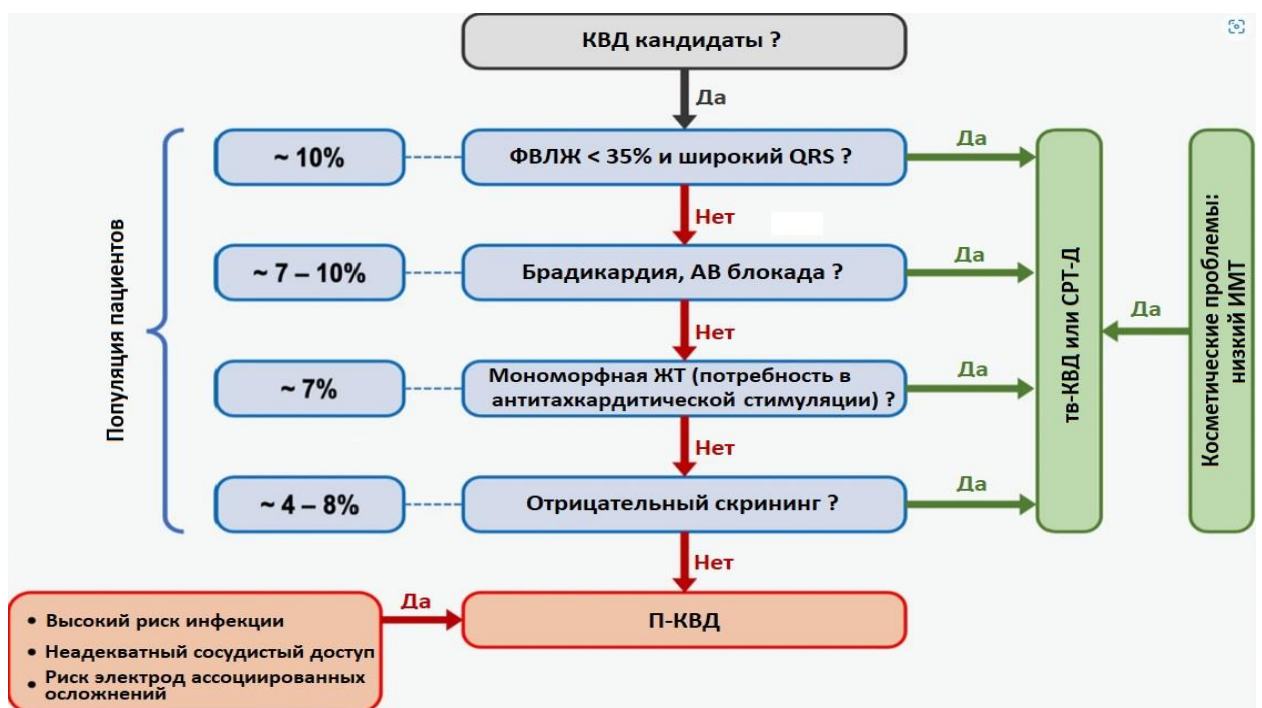 КВД кандидаты ?
Да
~ 10%
ФВЛЖ < 35% и широкий QRS ?
Да
Нет
~ 7 – 10%
Брадикардия, АВ блокада ?
Да
Нет
~ 7%
Мономорфная ЖТ (потребность в
антитахкардитической стимуляции) ?
Да
Нет
~ 4 – 8%
Отрицательный скрининг ?
Да
Нет
Популяция пациентов
тв-КВД или СРТ-Д
Да
Косметические проблемы:
низкий ИМТ
• Высокий риск инфекции
• Неадекватный сосудистый доступ
• Риск электрод ассоциированных
осложнений
Да
П-КВД